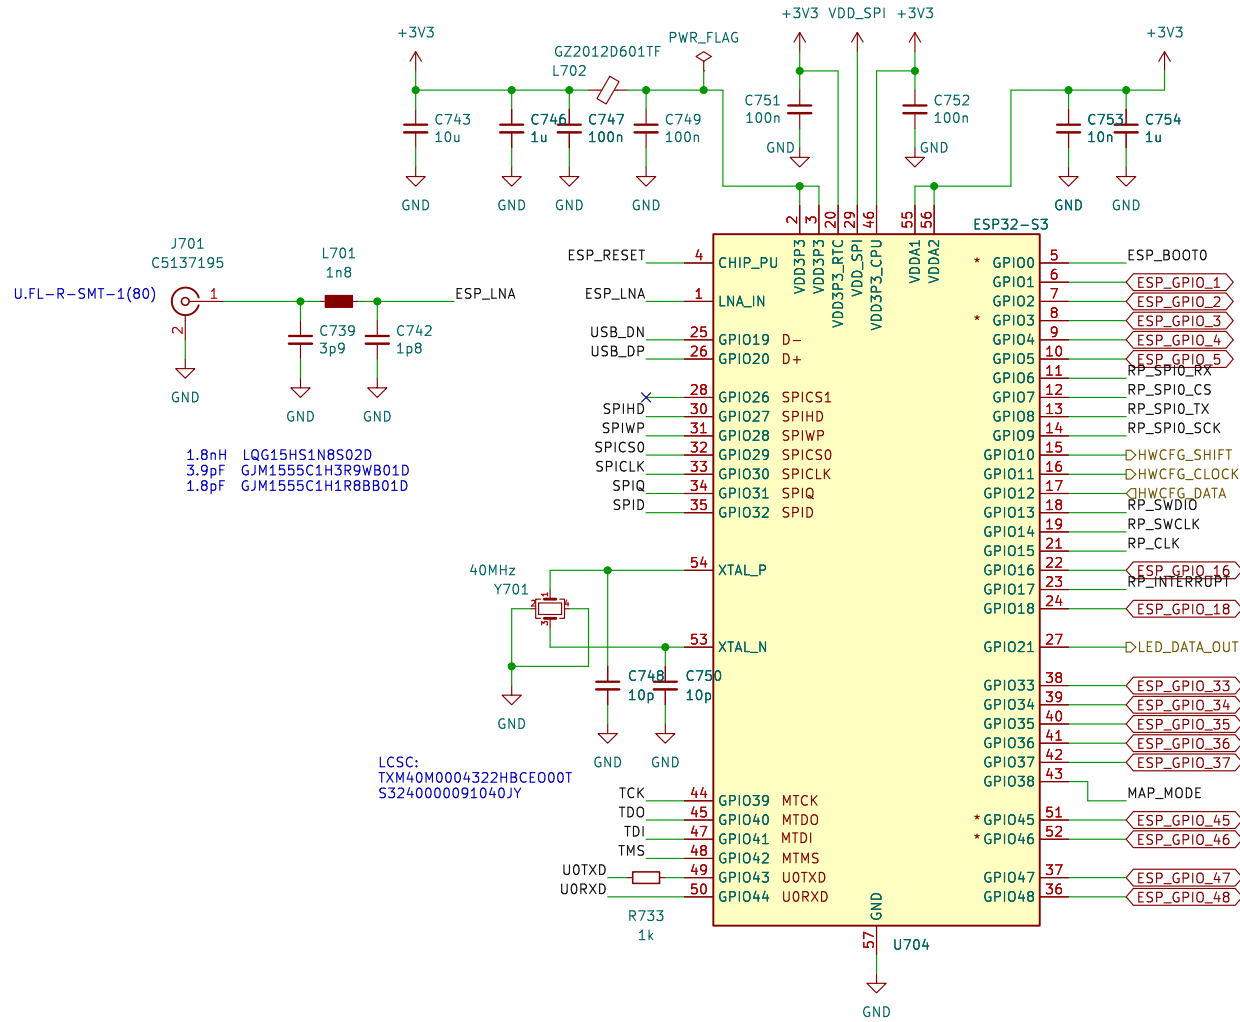 +3V3 VDD_SPI +3V3
+3V3
PWR_FLAG
+3V3
GZ2012D601TF
L702
C743
10u
C746
1u
C747
100n
C749
100n
C751
100n
C752
100n
C753
10n
C754
1u
GND
GND
GND
GND
GND
GND
GND
GND
2
3
20
29
46
55
56
ESP32-S3
VDD3P3
VDD3P3
VDD3P3_RTC
VDD_SPI
VDD3P3_CPU
VDDA1
VDDA2
J701
C5137195
U.FL-R-SMT-1(80)
1
2
L701
1n8
ESP_LNA
C739
3p9
C742
1p8
GND
GND
GND
1.8nH LQG15HS1N8S02D
3.9pF GJM1555C1H3R9WB01D
1.8pF GJM1555C1H1R8BB01D
ESP_RESET 4 CHIP_PU
ESP_LNA 1 LNA_IN
USB_DN 25 GPIO19 D-
USB_DP 26 GPIO20 D+
28 GPIO26 SPICS1
SPIHD 30 GPIO27 SPIHD
SPIWP 31 GPIO28 SPIWP
SPICS0 32 GPIO29 SPICS0
SPICLK 33 GPIO30 SPICLK
SPIQ 34 GPIO31 SPIQ
SPID 35 GPIO32 SPID
54 XTAL_P
53 XTAL_N
40MHz
Y701
1
2
4
3
C748
10p
C750
10p
GND
GND
GND
LCSC:
TXM40M0004322HBCEO00T
S3240000091040JY
TCK 44 GPIO39 MTCK
TDO 45 GPIO40 MTDO
TDI 47 GPIO41 MTDI
TMS 48 GPIO42 MTMS
U0TXD 49 GPIO43 U0TXD
U0RXD 50 GPIO44 U0RXD
R733
1k
* GPIO0 5 ESP_BOOT0
GPIO1 6 ESP_GPIO_1
GPIO2 7 ESP_GPIO_2
* GPIO3 8 ESP_GPIO_3
GPIO4 9 ESP_GPIO_4
GPIO5 10 ESP_GPIO_5
GPIO6 11 RP_SPI0_RX
GPIO7 12 RP_SPI0_CS
GPIO8 13 RP_SPI0_TX
GPIO9 14 RP_SPI0_SCK
GPIO10 15 HWCFG_SHIFT
GPIO11 16 HWCFG_CLOCK
GPIO12 17 HWCFG_DATA
GPIO13 18 RP_SWDIO
GPIO14 19 RP_SWCLK
GPIO15 21 RP_CLK
GPIO16 22 ESP_GPIO_16
GPIO17 23 RP_INTERRUPT
GPIO18 24 ESP_GPIO_18
GPIO21 27 LED_DATA_OUT
GPIO33 38 ESP_GPIO_33
GPIO34 39 ESP_GPIO_34
GPIO35 40 ESP_GPIO_35
GPIO36 41 ESP_GPIO_36
GPIO37 42 ESP_GPIO_37
GPIO38 43 MAP_MODE
* GPIO45 51 ESP_GPIO_45
* GPIO46 52 ESP_GPIO_46
GPIO47 37 ESP_GPIO_47
GPIO48 36 ESP_GPIO_48
GND
57
U704
GND